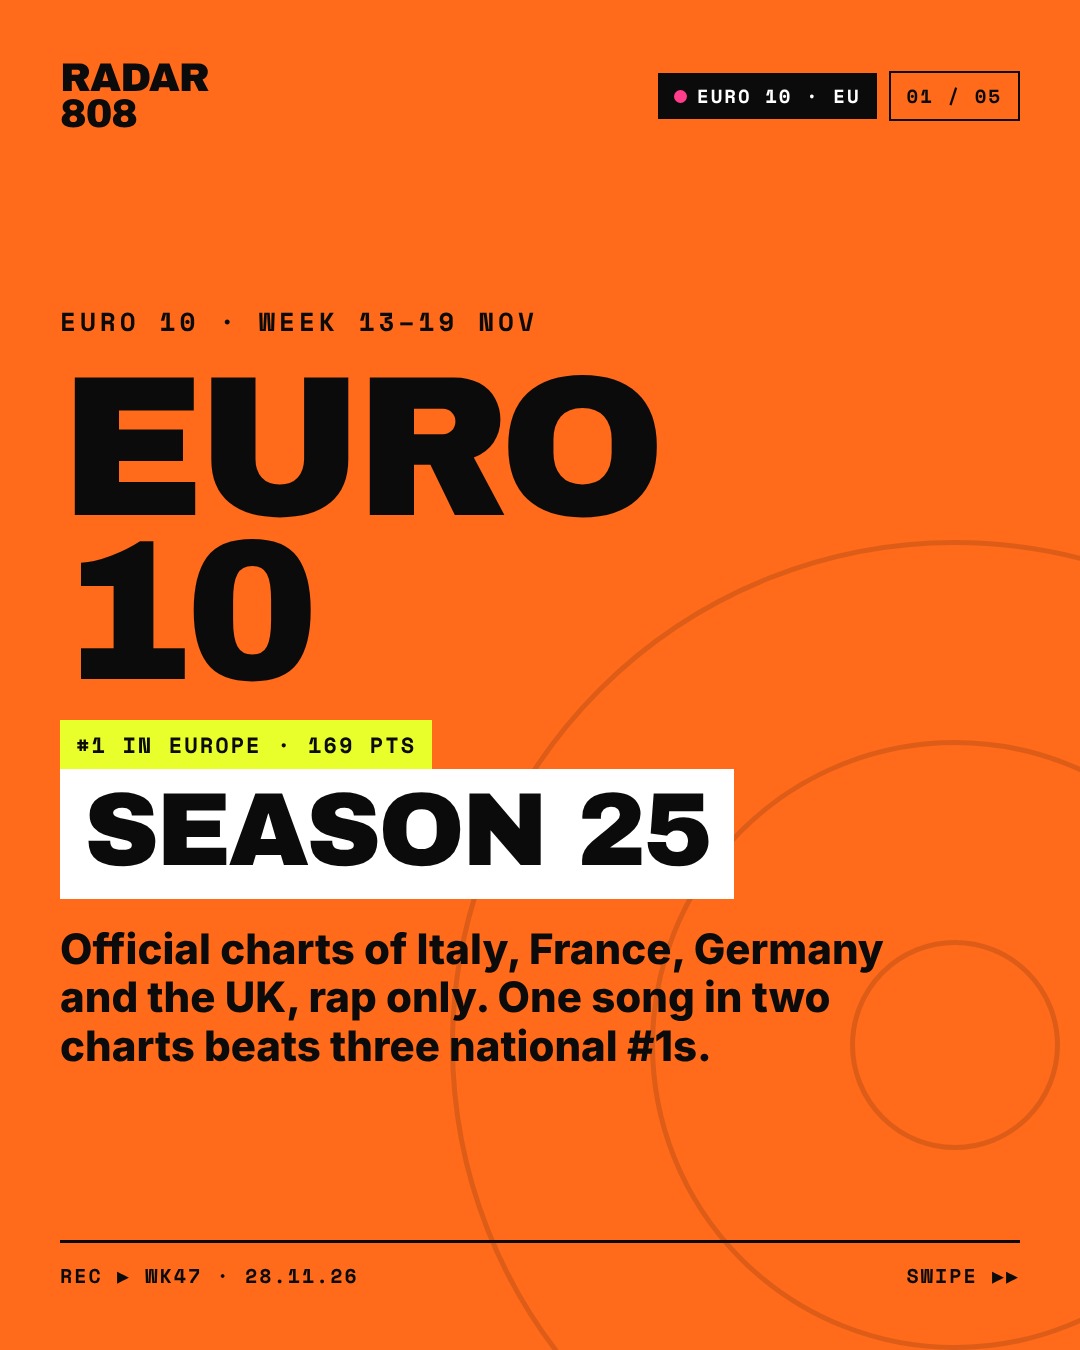 RADAR
808
EURO 10 · EU
01 / 05
EURO 10 · WEEK 13–19 NOV
EURO
10
#1 IN EUROPE · 169 PTS
SEASON 25
Official charts of Italy, France, Germany
and the UK, rap only. One song in two
charts beats three national #1s.
REC ▶ WK47 · 28.11.26
SWIPE ▶▶